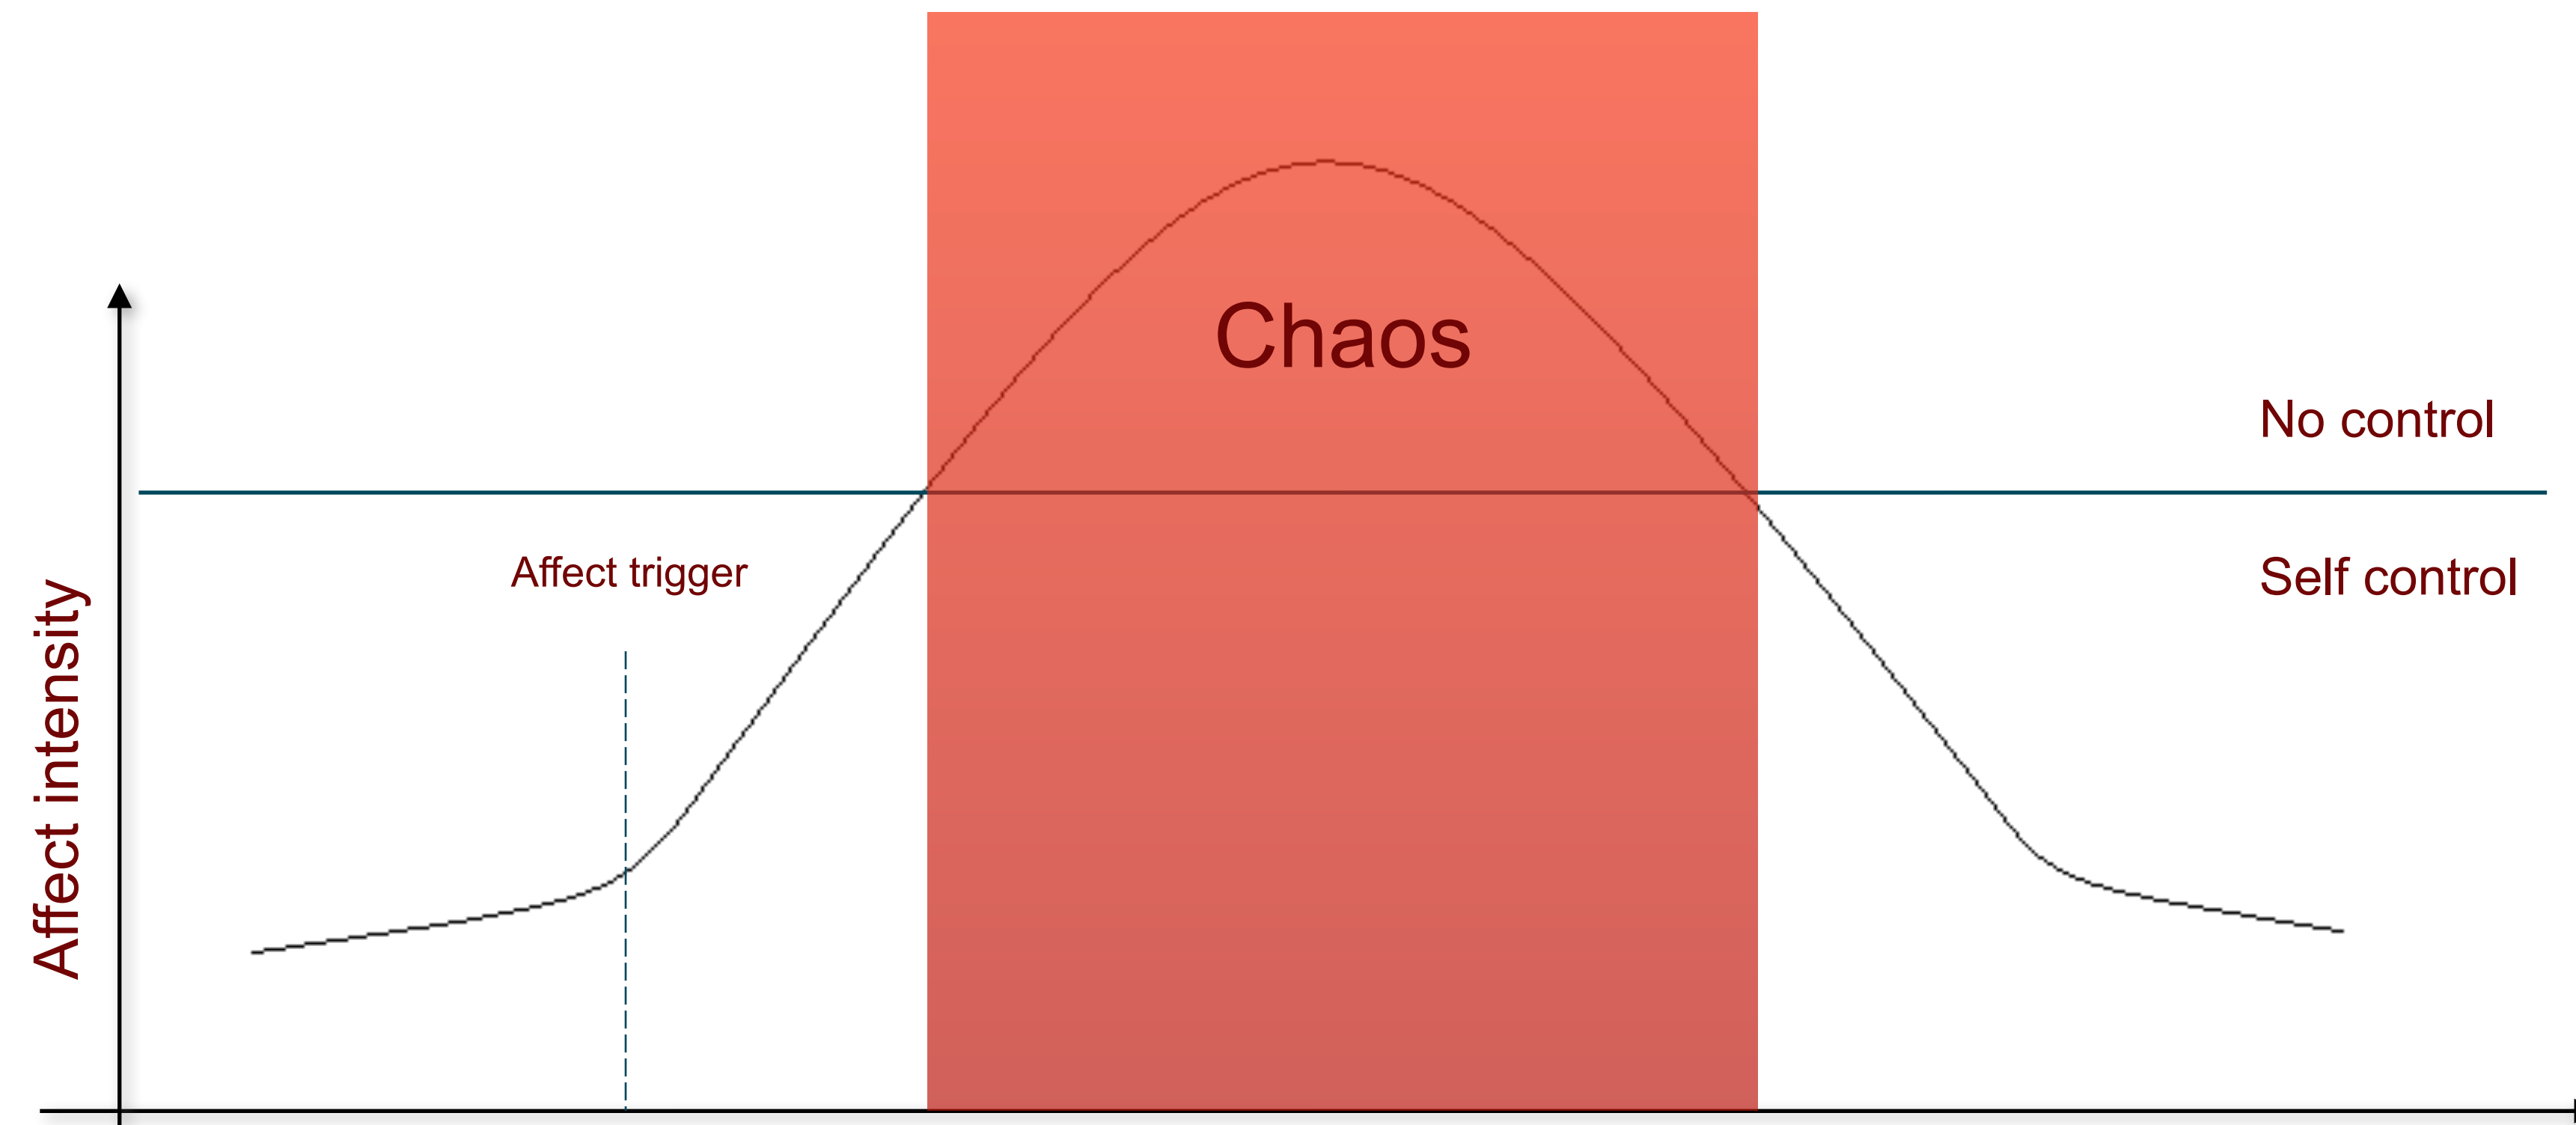 Chaos
No control
Affect trigger
Self control
Affect intensity